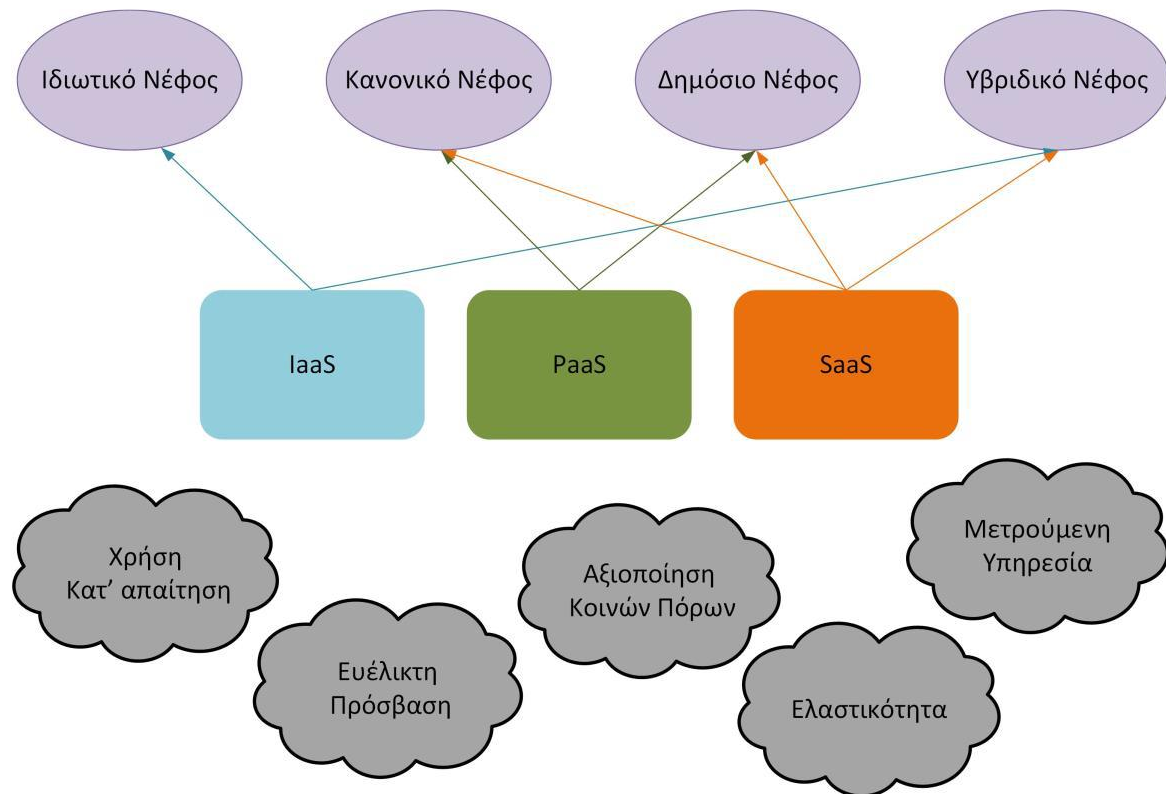 Ιδιωτικό Νέφος
Κανονικό Νέφος
Δημόσιο Νέφος
Υβριδικό Νέφος
IaaS
PaaS
SaaS
Χρήση
Κατ’ απαίτηση
Ευέλικτη
Πρόσβαση
Αξιοποίηση
Κοινών Πόρων
Ελαστικότητα
Μετρούμενη
Υπηρεσία